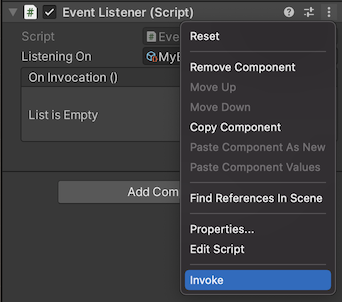 Event Listener (Script)
Script
Eve
Listening On
MyE
On Invocation ()
List is Empty
Add Com
Reset
Remove Component
Move Up
Move Down
Copy Component
Paste Component As New
Paste Component Values
Find References In Scene
Properties...
Edit Script
Invoke